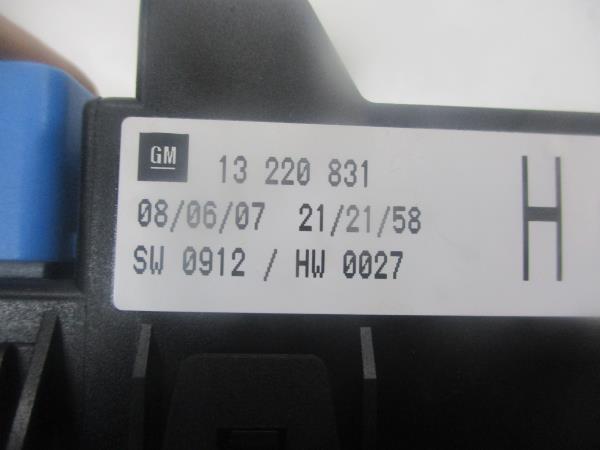 GM 13 220 831
08/06/07 21/21/58
SW 0912 / HW 0027
H